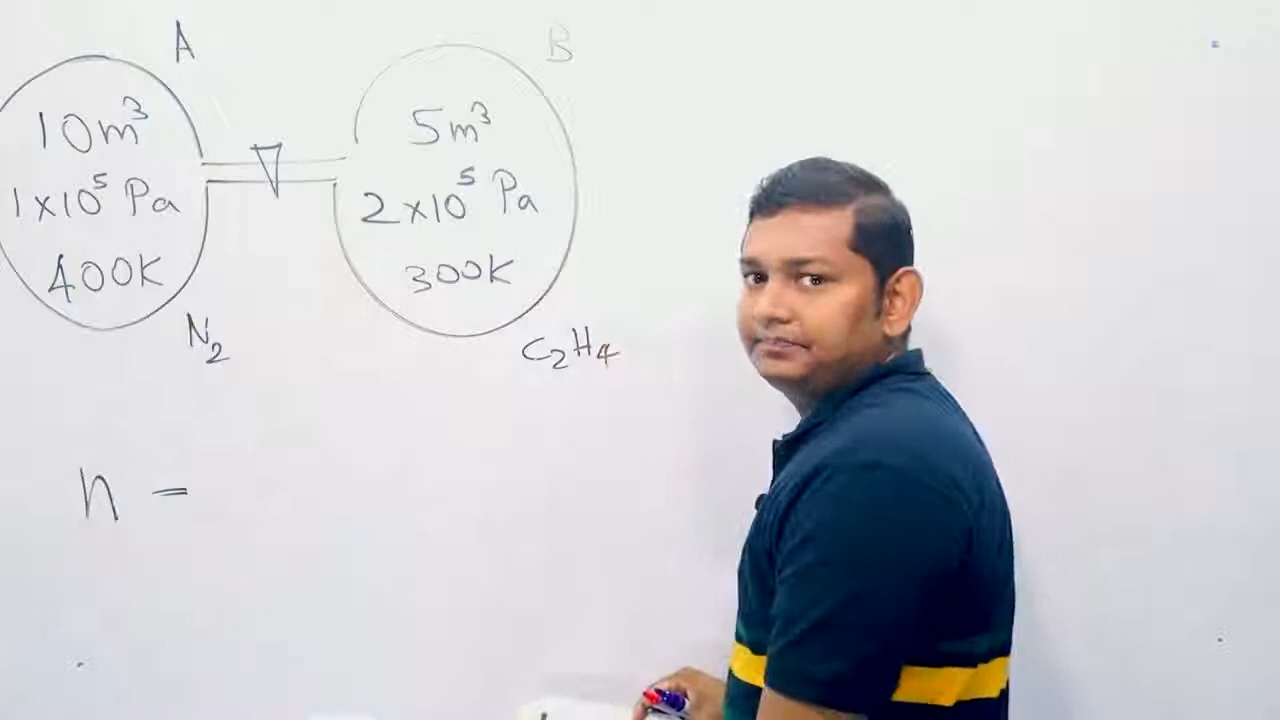 A
10m³
1×10⁵ Pa
400K
N₂
B
5m³
2×10⁵ Pa
300K
C₂H₄
n =